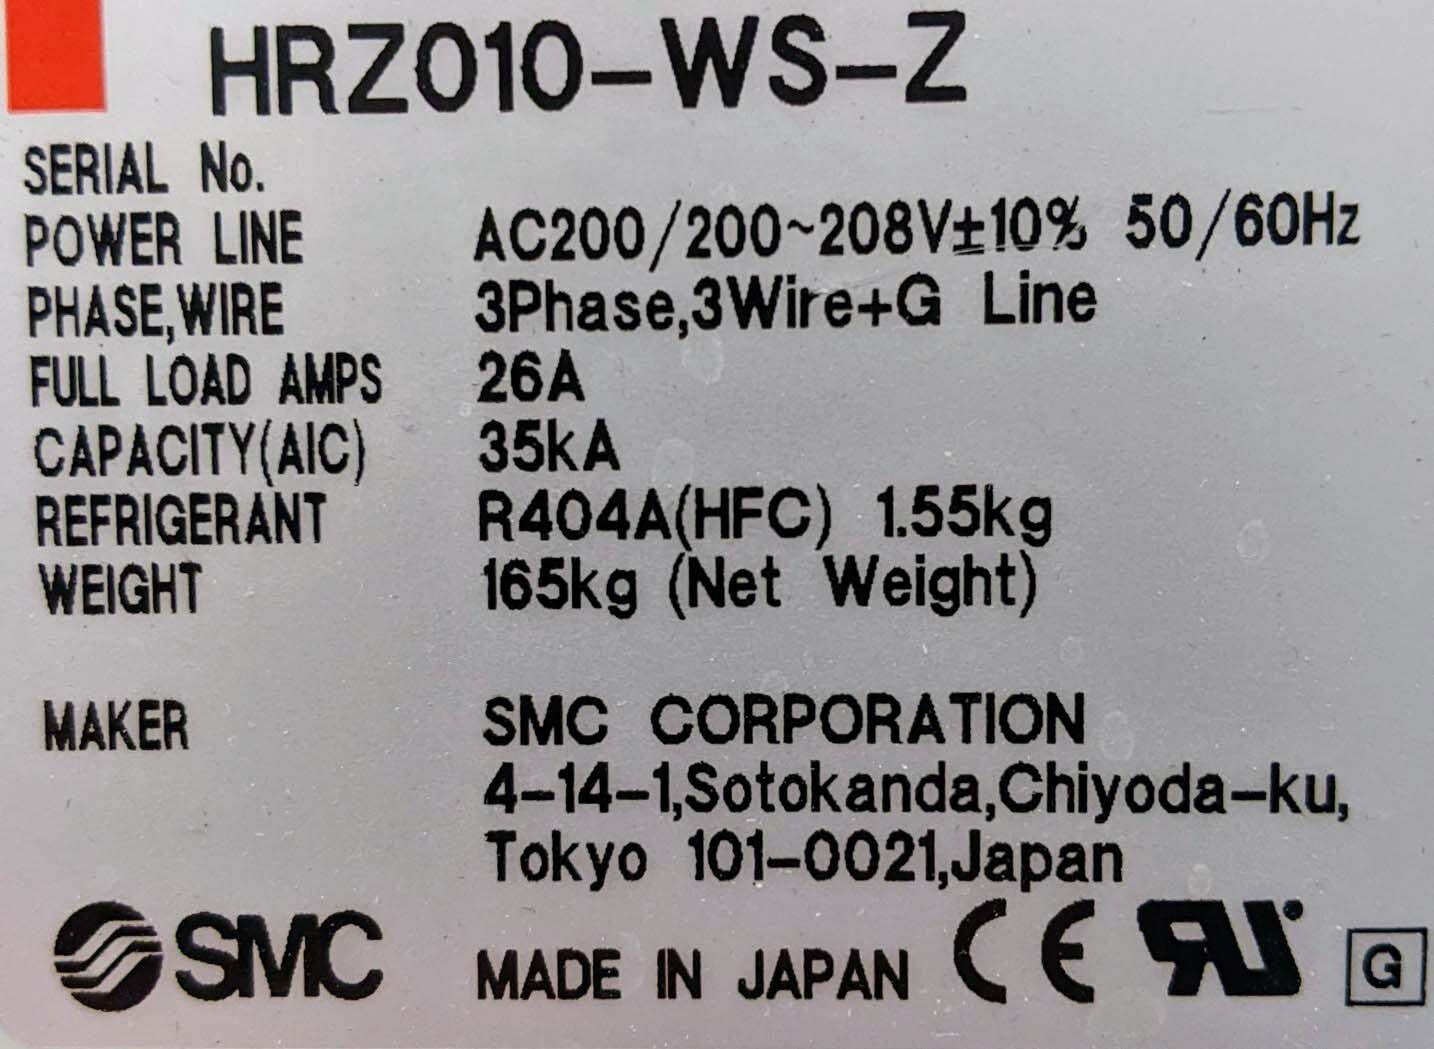 HRZ010-WS-Z
SERIAL No.
POWER LINE AC200/200~208V±10% 50/60Hz
PHASE,WIRE 3Phase,3Wire+G Line
FULL LOAD AMPS 26A
CAPACITY(AIC) 35kA
REFRIGERANT R404A(HFC) 1.55kg
WEIGHT 165kg (Net Weight)
MAKER SMC CORPORATION
4-14-1,Sotokanda,Chiyoda-ku,
Tokyo 101-0021,Japan
SMC MADE IN JAPAN CE RU G